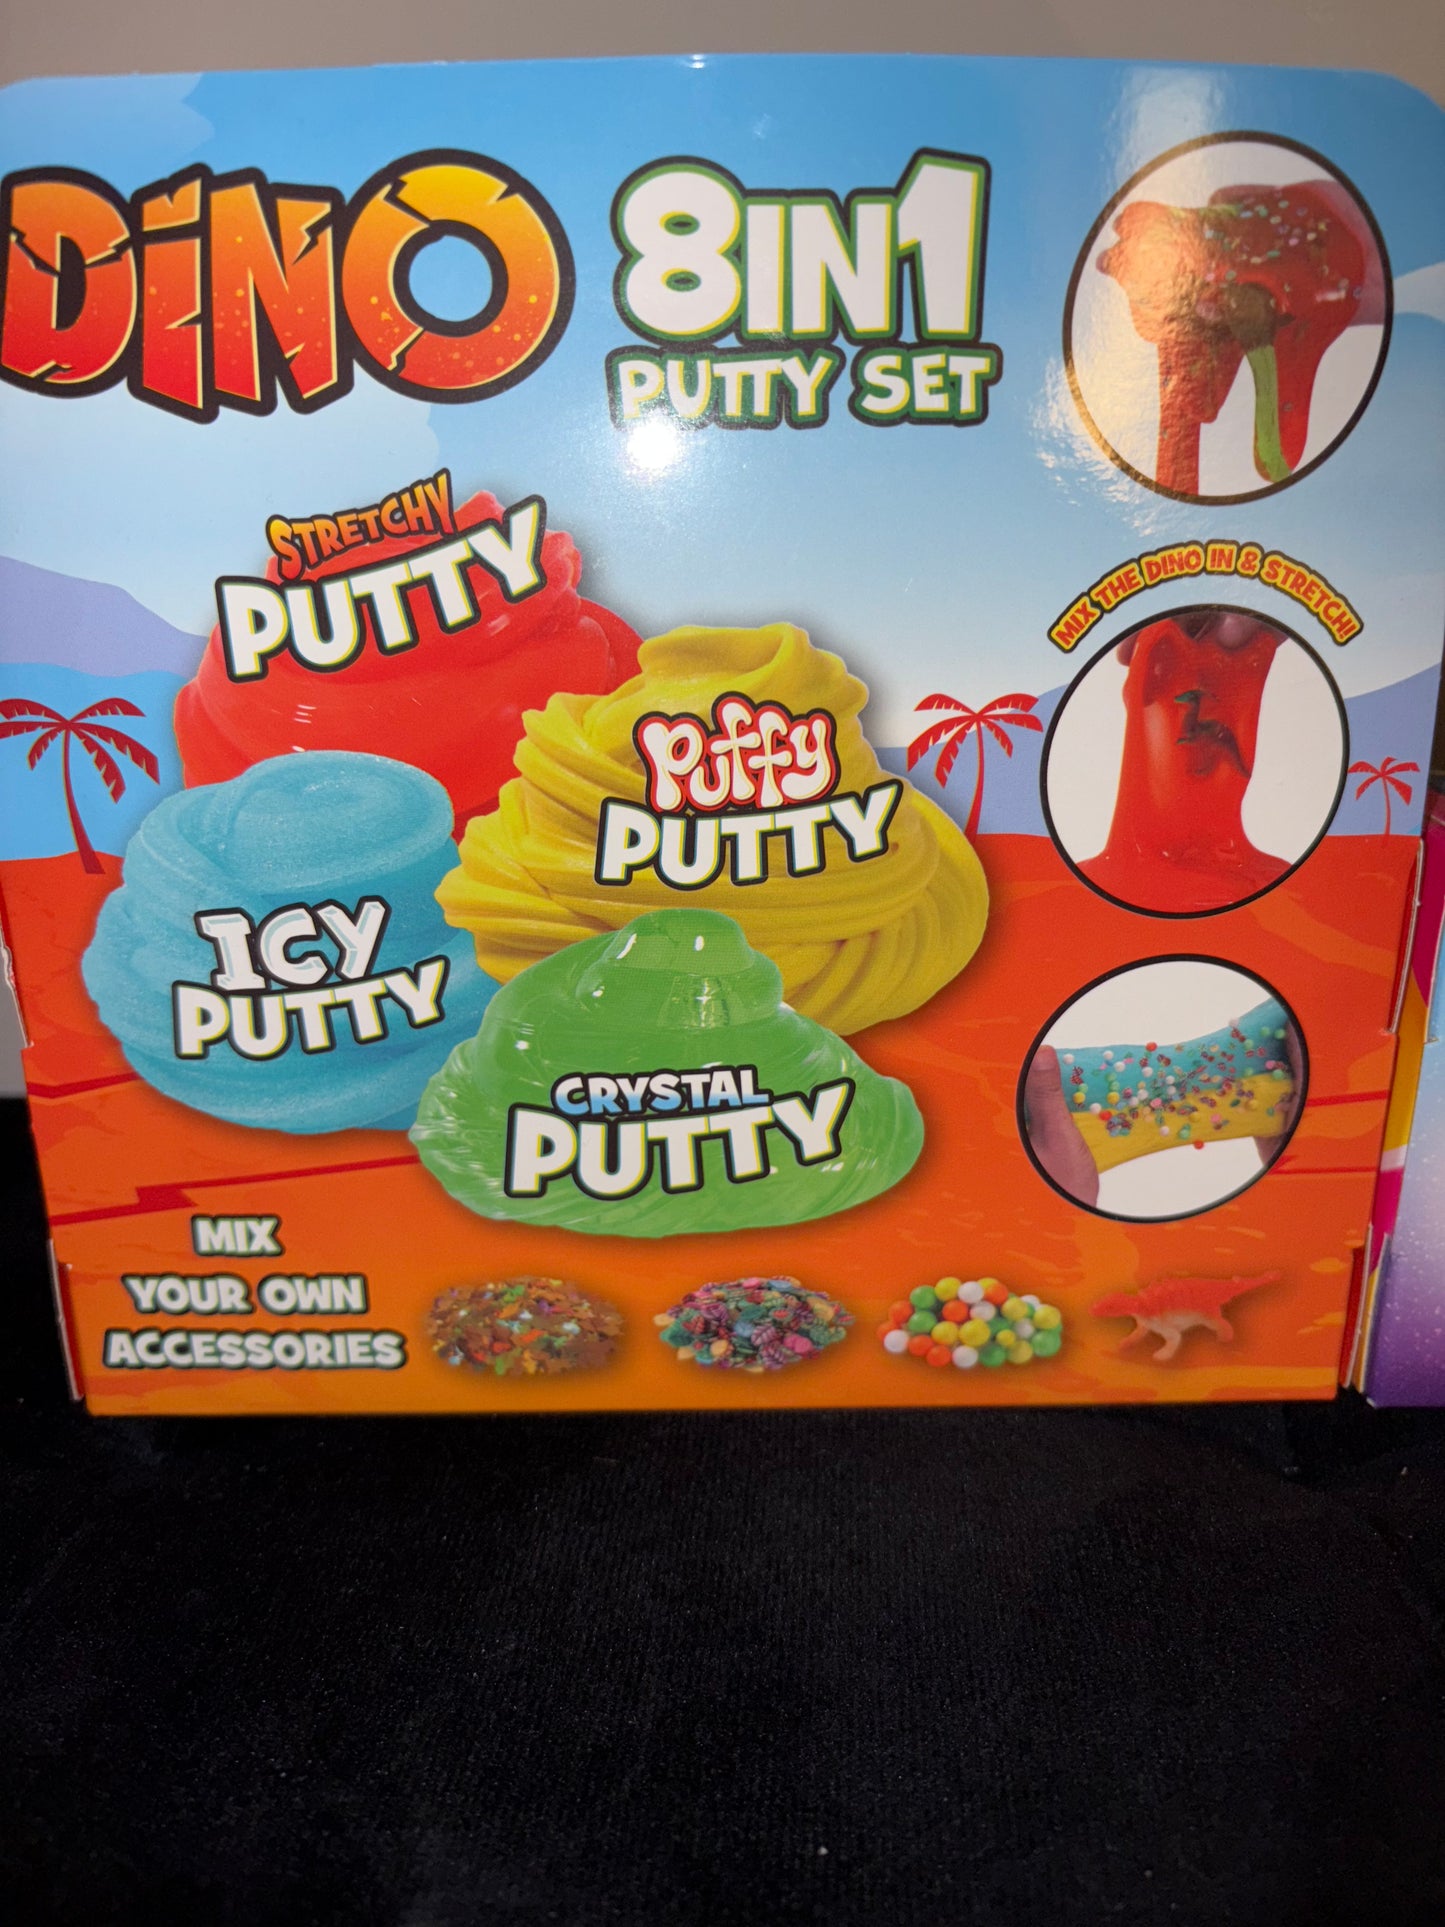 DINO
8IN1
PUTTY SET
STRETCHY
PUTTY
MIX THE DINO IN & STRETCH!
Puffy
PUTTY
ICY
PUTTY
CRYSTAL
PUTTY
MIX
YOUR OWN
ACCESSORIES